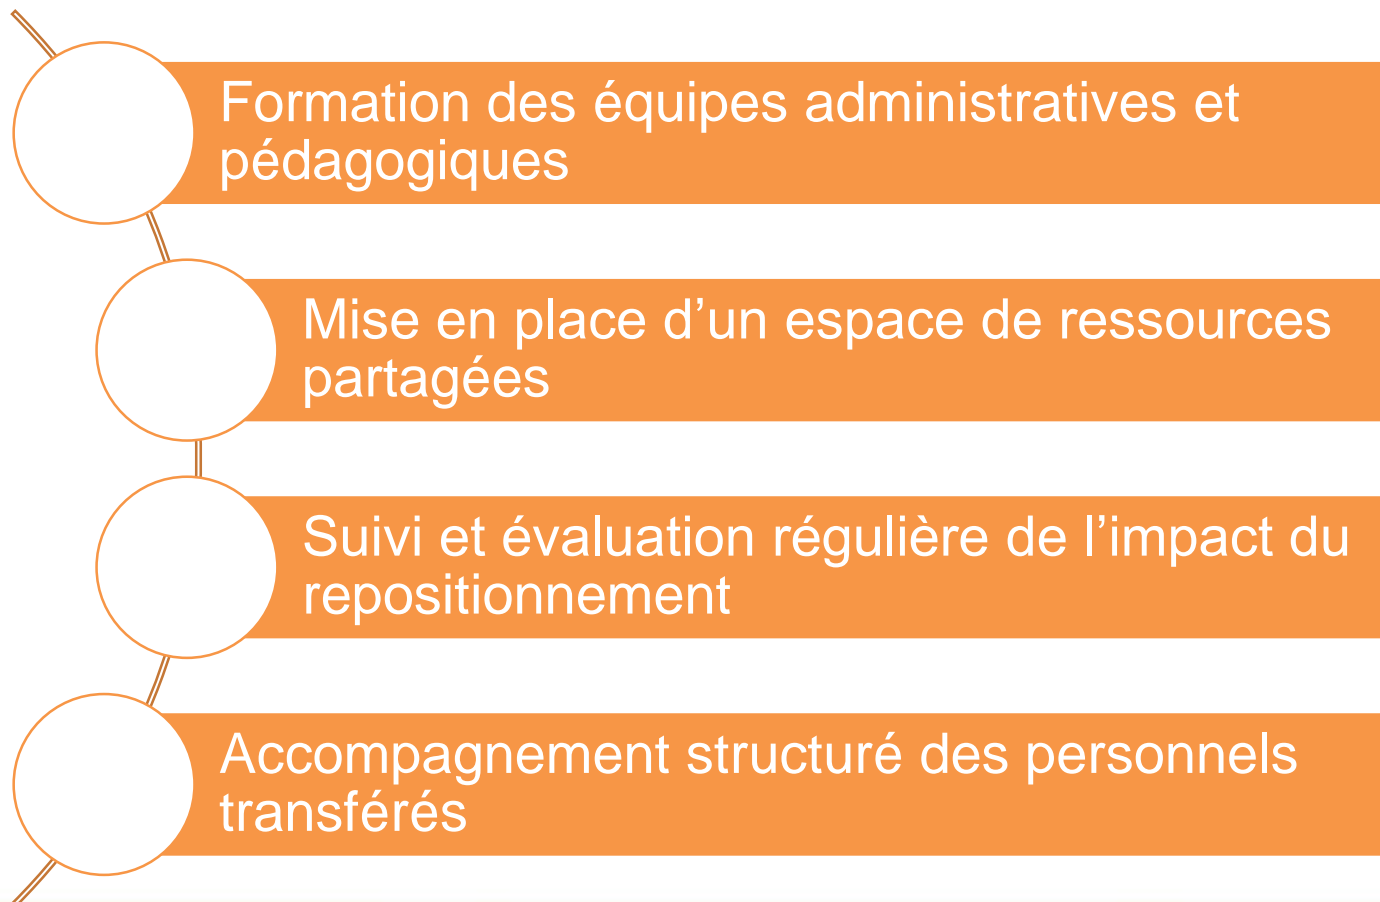 Formation des équipes administratives et
pédagogiques
Mise en place d’un espace de ressources
partagées
Suivi et évaluation régulière de l’impact du
repositionnement
Accompagnement structuré des personnels
transférés